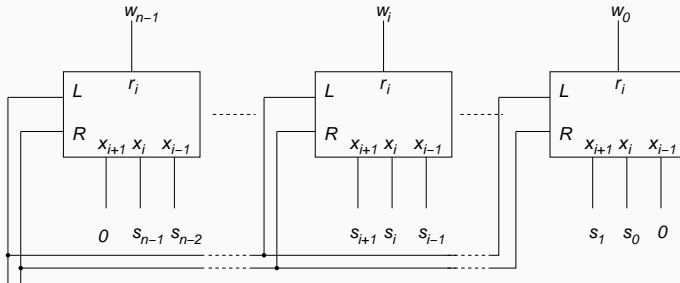 w_{n−1} w_i w_0
r_i r_i r_i
L L L
R R R
x_{i+1} x_i x_{i−1} x_{i+1} x_i x_{i−1} x_{i+1} x_i x_{i−1}
0 s_{n−1} s_{n−2} s_{i+1} s_i s_{i−1} s_1 s_0 0